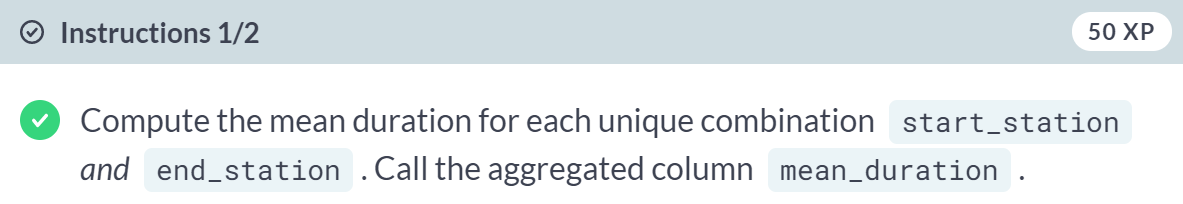 Instructions 1/2
50 XP
Compute the mean duration for each unique combination start_station
and end_station . Call the aggregated column mean_duration .